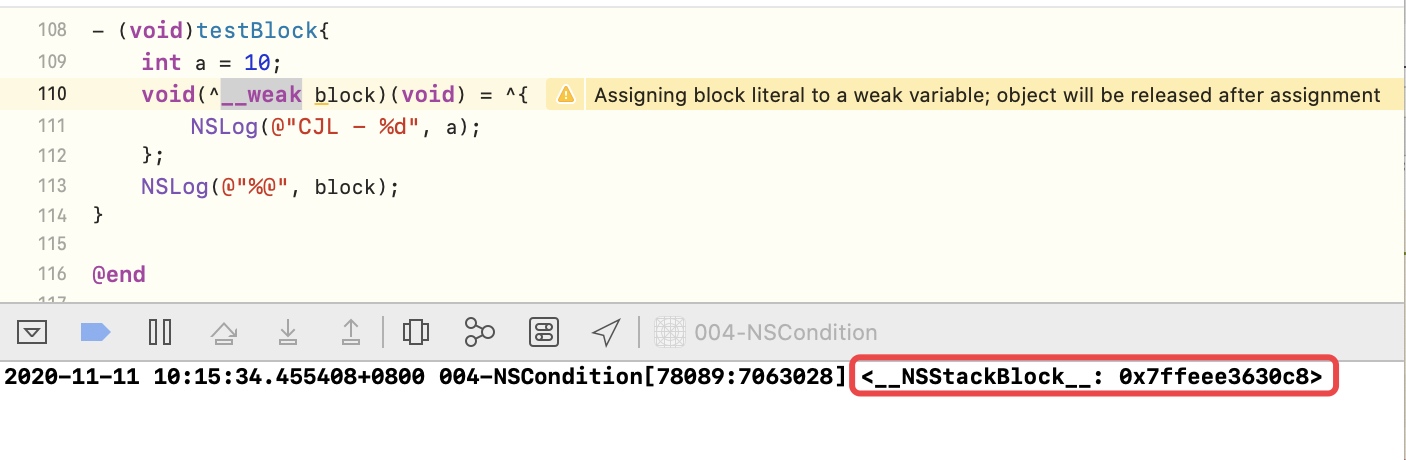 108 - (void)testBlock{
109 int a = 10;
110 void(^__weak block)(void) = ^{ Assigning block literal to a weak variable; object will be released after assignment
111 NSLog(@"CJL - %d", a);
112 };
113 NSLog(@"%@", block);
114 }
115
116 @end
117
004-NSCondition
2020-11-11 10:15:34.455408+0800 004-NSCondition[78089:7063028] <__NSStackBlock__: 0x7ffeee3630c8>